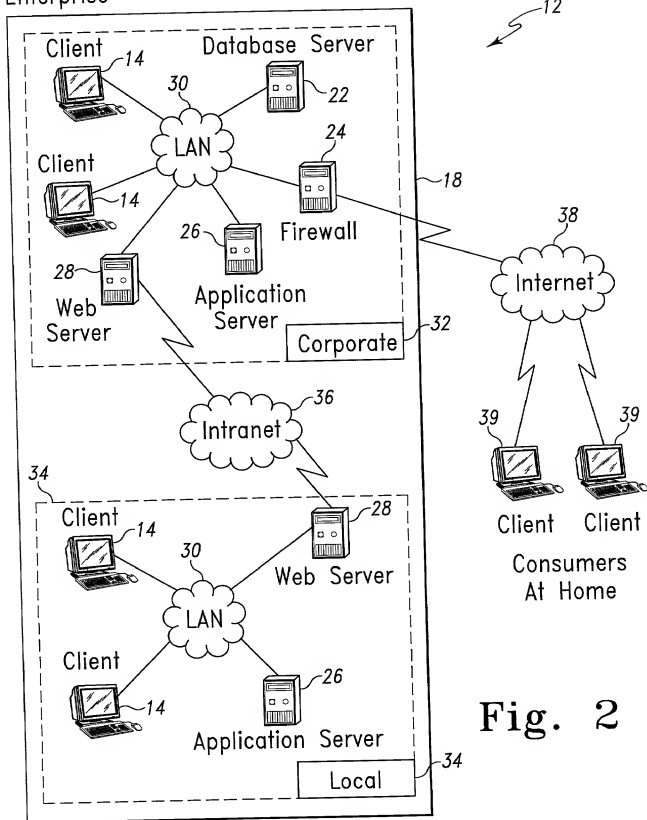 Enterprise
12
Client
14
Database Server
22
30
LAN
24
Client
14
18
26
Firewall
38
28
Internet
Web
Server
Application
Server
32
Corporate
36
Intranet
39
39
34
Client
14
28
Client
Client
30
Web Server
Consumers
At Home
LAN
Client
14
26
Application Server
Fig. 2
Local
34